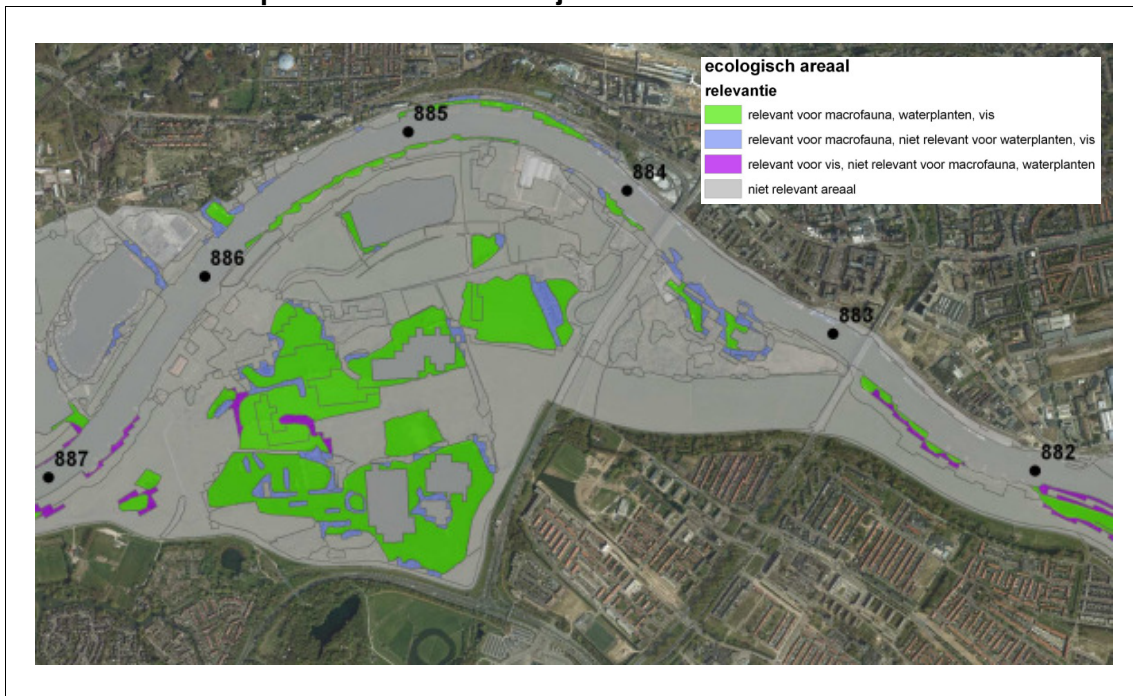 ecologisch areaal
relevantie
relevant voor macrofauna, waterplanten, vis
relevant voor macrofauna, niet relevant voor waterplanten, vis
relevant voor vis, niet relevant voor macrofauna, waterplanten
niet relevant areaal
885
884
886
883
887
882